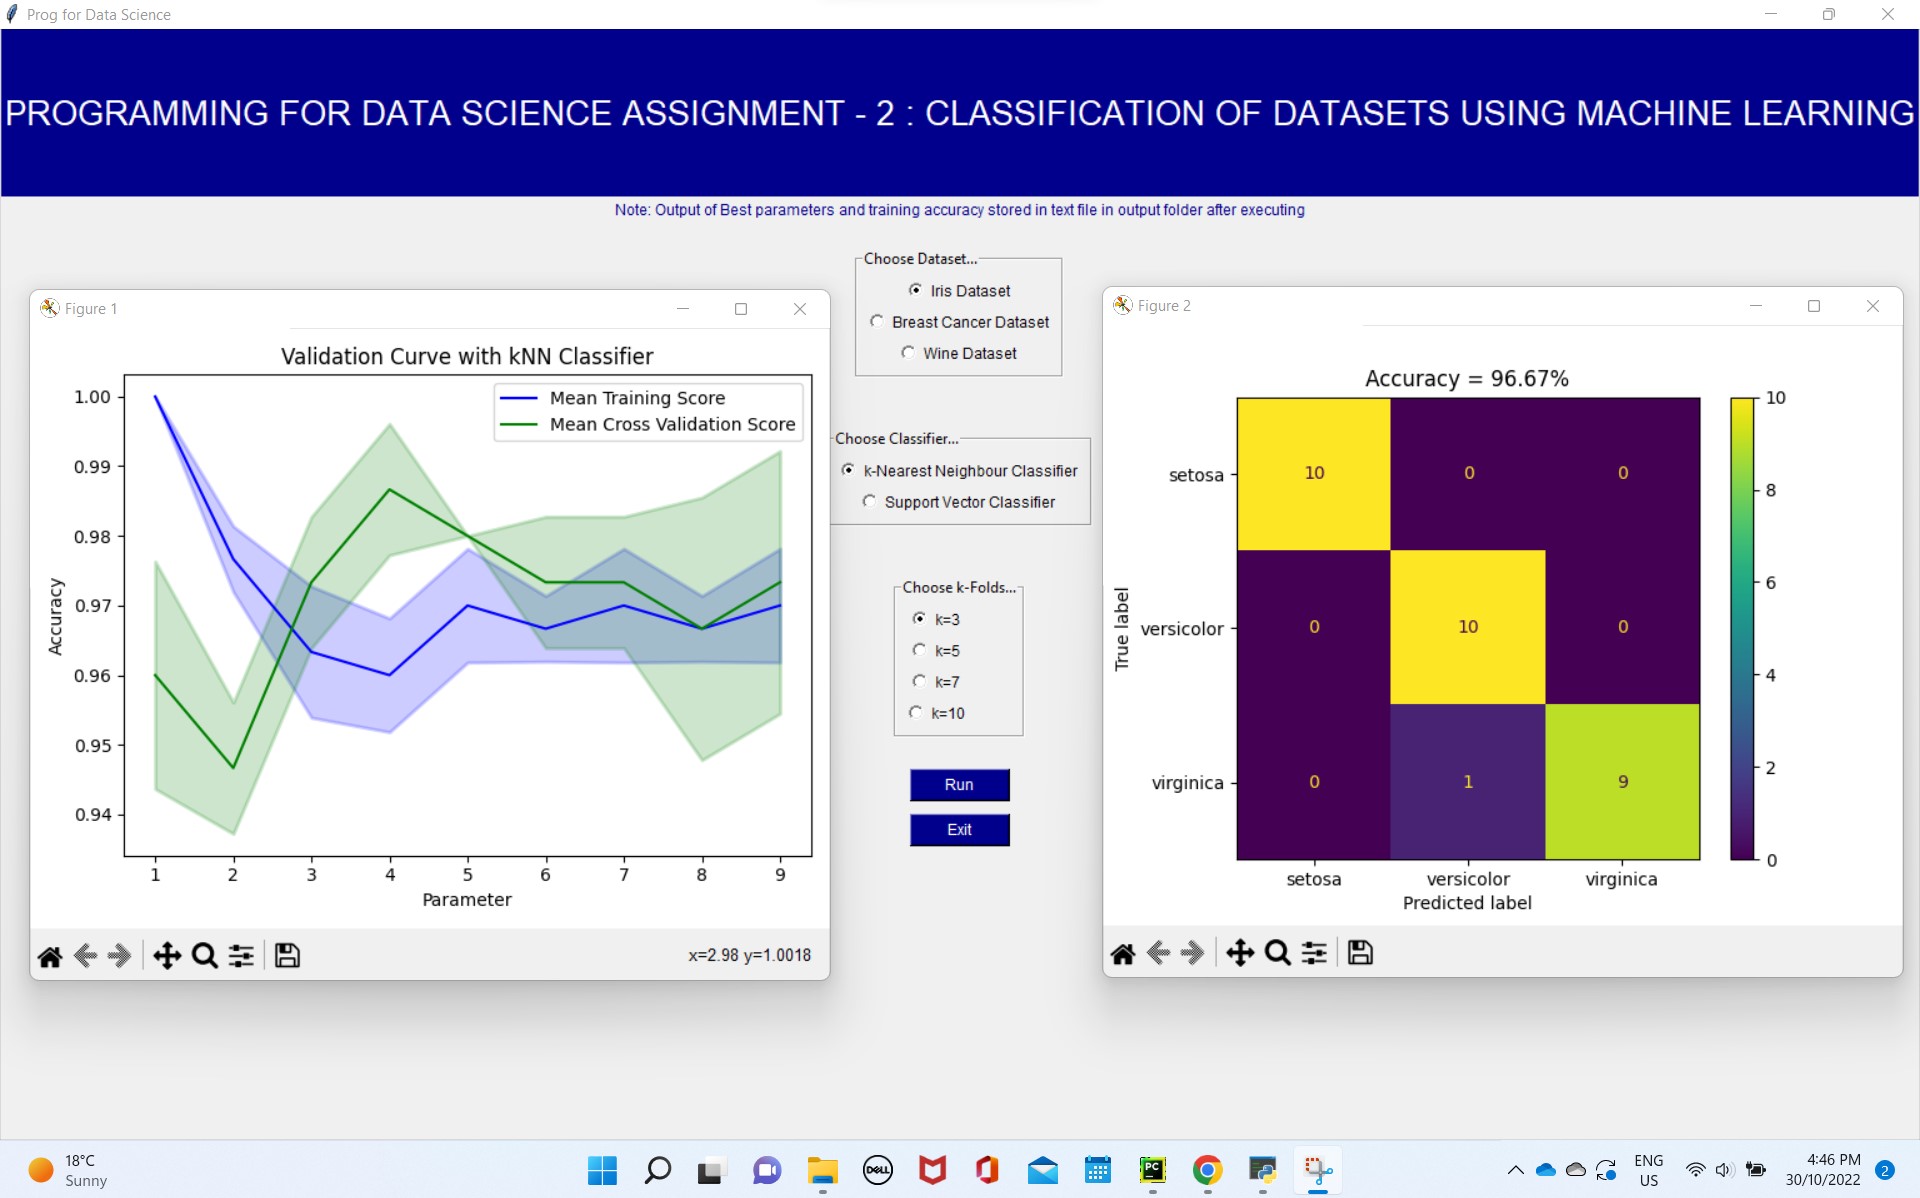 Prog for Data Science
PROGRAMMING FOR DATA SCIENCE ASSIGNMENT - 2 : CLASSIFICATION OF DATASETS USING MACHINE LEARNING
Note: Output of Best parameters and training accuracy stored in text file in output folder after executing
Choose Dataset...
Iris Dataset
Breast Cancer Dataset
Wine Dataset
Choose Classifier...
k-Nearest Neighbour Classifier
Support Vector Classifier
Choose k-Folds...
k=3
k=5
k=7
k=10
Run
Exit
Figure 1
Validation Curve with kNN Classifier
Mean Training Score
Mean Cross Validation Score
Accuracy
1.00
0.99
0.98
0.97
0.96
0.95
0.94
1 2 3 4 5 6 7 8 9
Parameter
x=2.98 y=1.0018
Figure 2
Accuracy = 96.67%
True label
setosa 10 0 0
versicolor 0 10 0
virginica 0 1 9
setosa versicolor virginica
Predicted label
10
8
6
4
2
0
18°C
Sunny
DELL
PC
ENG
US
4:46 PM
30/10/2022
2